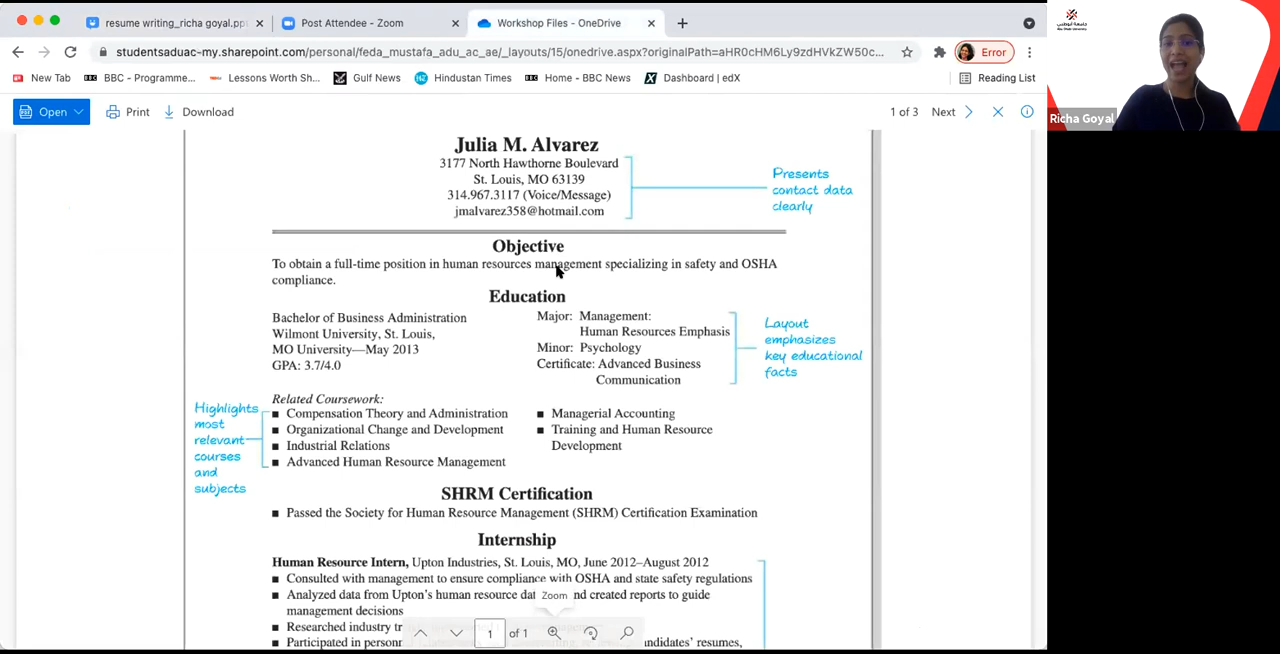 resume writing_richa goyal.pp
Post Attendee - Zoom
Workshop Files - OneDrive
studentsaduac-my.sharepoint.com/personal/feda_mustafa_adu_ac_ae/_layouts/15/onedrive.aspx?originalPath=aHR0cHM6Ly9zdHVkZW50c...
Error
New Tab
BBC - Programme...
Lessons Worth Sh...
Gulf News
Hindustan Times
Home - BBC News
Dashboard | edX
Reading List
Open
Print
Download
1 of 3
Next
Richa Goyal
Julia M. Alvarez
3177 North Hawthorne Boulevard
St. Louis, MO 63139
314.967.3117 (Voice/Message)
jmalvarez358@hotmail.com
Presents
contact data
clearly
Objective
To obtain a full-time position in human resources management specializing in safety and OSHA
compliance.
Education
Bachelor of Business Administration
Wilmont University, St. Louis,
MO University—May 2013
GPA: 3.7/4.0
Major: Management:
Human Resources Emphasis
Minor: Psychology
Certificate: Advanced Business
Communication
Layout
emphasizes
key educational
facts
Related Coursework:
■ Compensation Theory and Administration
■ Organizational Change and Development
■ Industrial Relations
■ Advanced Human Resource Management
■ Managerial Accounting
■ Training and Human Resource
Development
Highlights
most
relevant
courses
and
subjects
SHRM Certification
■ Passed the Society for Human Resource Management (SHRM) Certification Examination
Internship
Human Resource Intern, Upton Industries, St. Louis, MO, June 2012–August 2012
■ Consulted with management to ensure compliance with OSHA and state safety regulations
■ Analyzed data from Upton's human resource dat nd created reports to guide
management decisions
■ Researched industry tr
■ Participated in person andidates' resumes,
Zoom
1 of 1